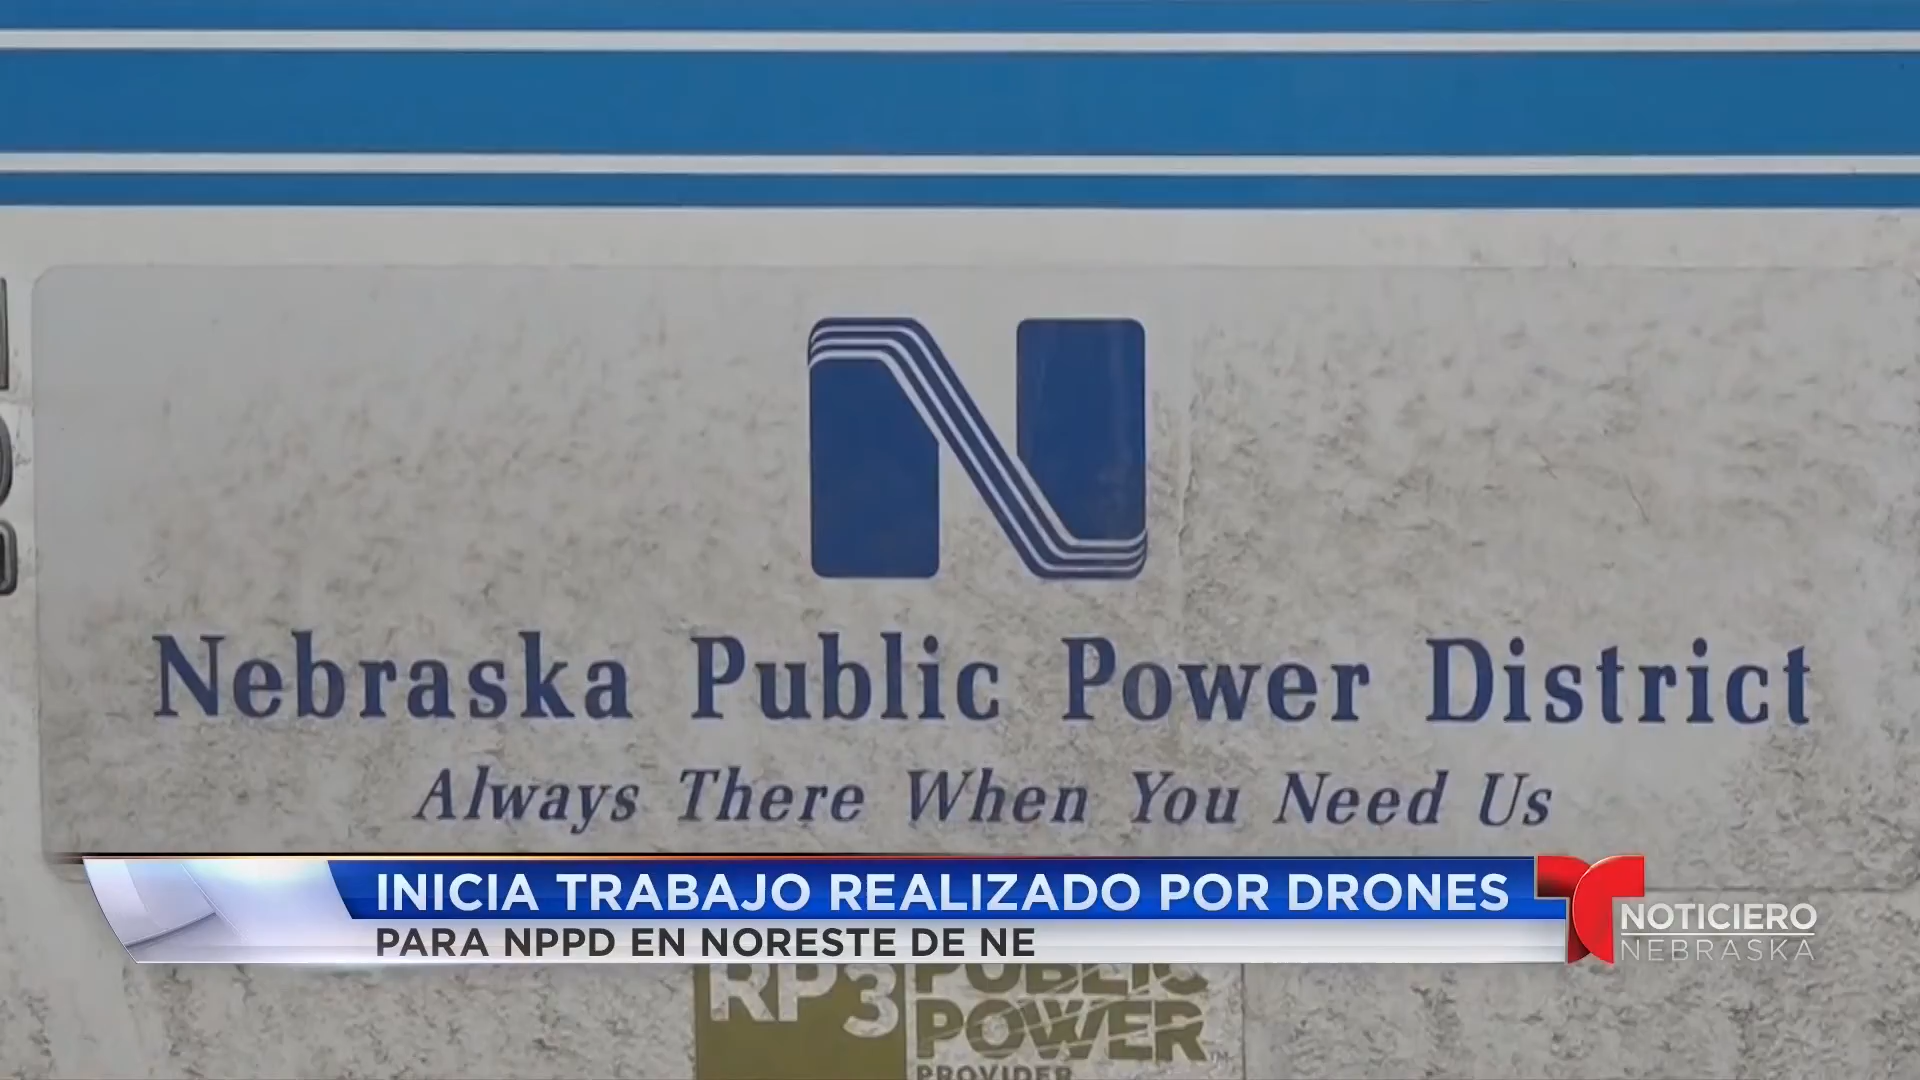 Nebraska Public Power District
Always There When You Need Us
INICIA TRABAJO REALIZADO POR DRONES
PARA NPPD EN NORESTE DE NE
NOTICIERO
NEBRASKA
RP3
PUBLIC
POWER
PROVIDER